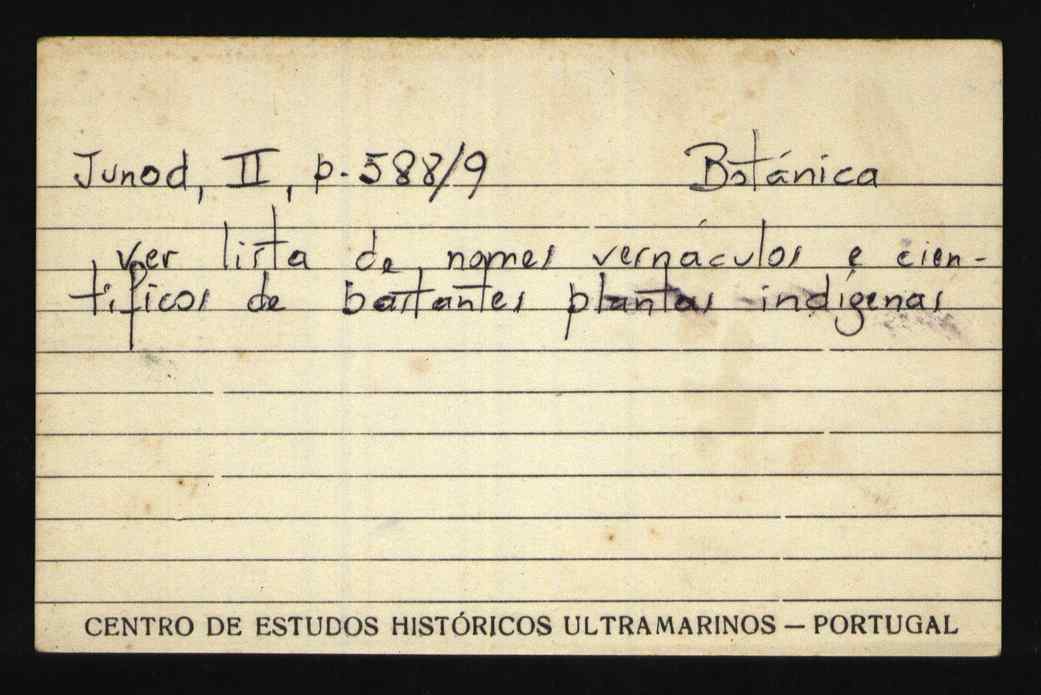 Junod, II, p. 588/9 Botánica
ver lista de nomes vernáculos e cien-
tíficos de bastantes plantas indígenas
CENTRO DE ESTUDOS HISTÓRICOS ULTRAMARINOS — PORTUGAL